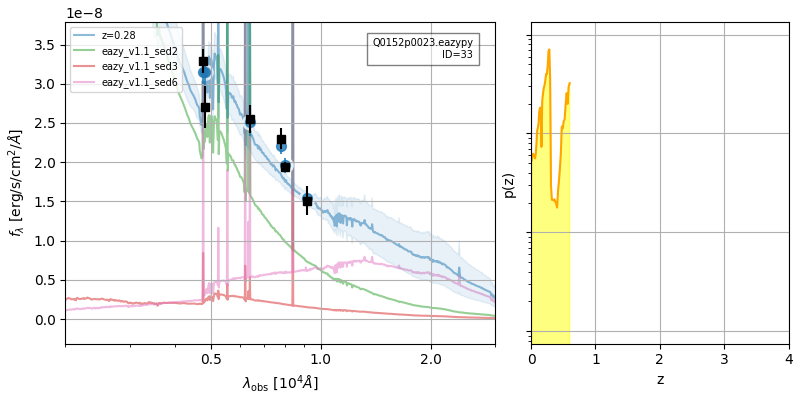 1e−8
z=0.28
eazy_v1.1_sed2
eazy_v1.1_sed3
eazy_v1.1_sed6
Q0152p0023.eazypy
ID=33
3.5
3.0
2.5
2.0
1.5
1.0
0.5
0.0
f_λ [erg/s/cm²/Å]
0.5 1.0 2.0
λ_obs [10⁴Å]
p(z)
0 1 2 3 4
z